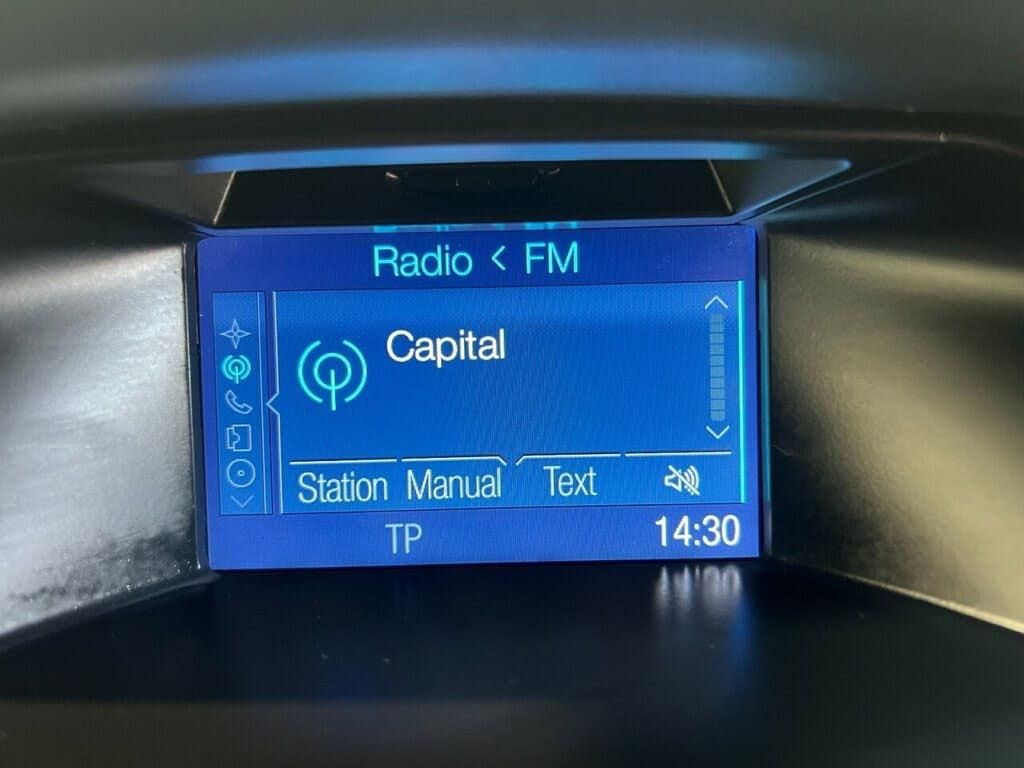 Radio < FM
Capital
Station Manual Text
TP 14:30